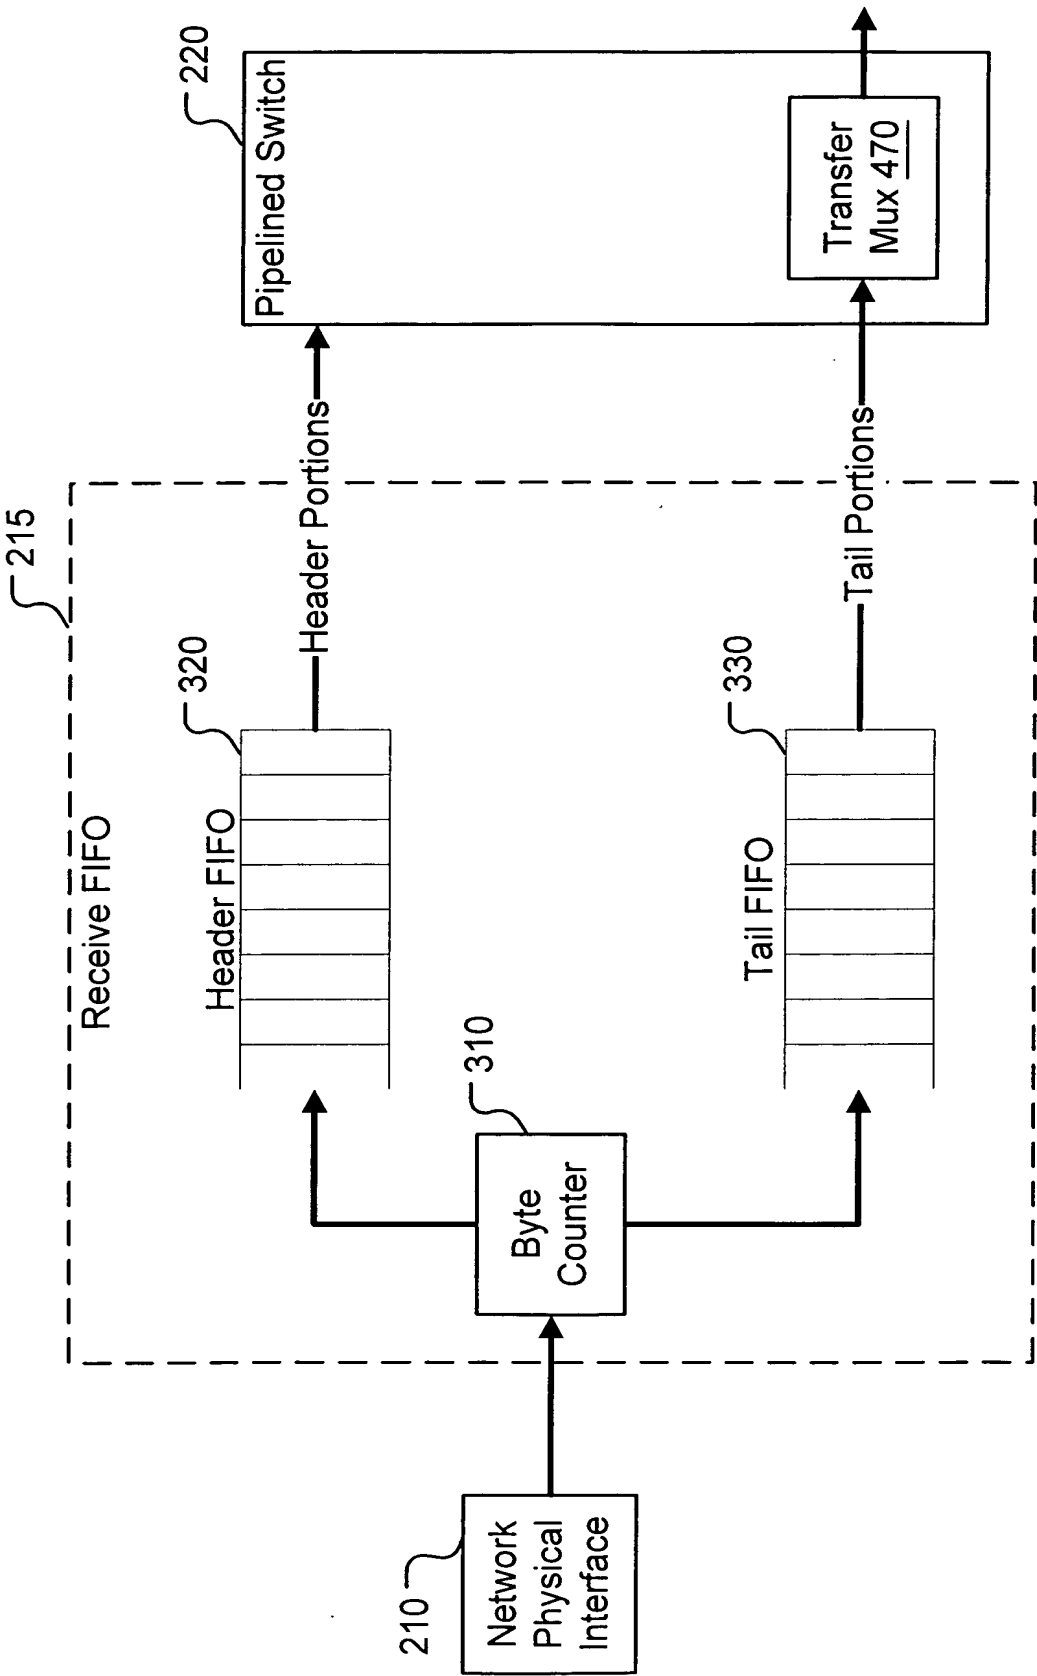 215
Receive FIFO
220
Pipelined Switch
320
Header FIFO
Header Portions
310
Byte
Counter
210
Network
Physical
Interface
330
Tail FIFO
Tail Portions
Transfer
Mux 470